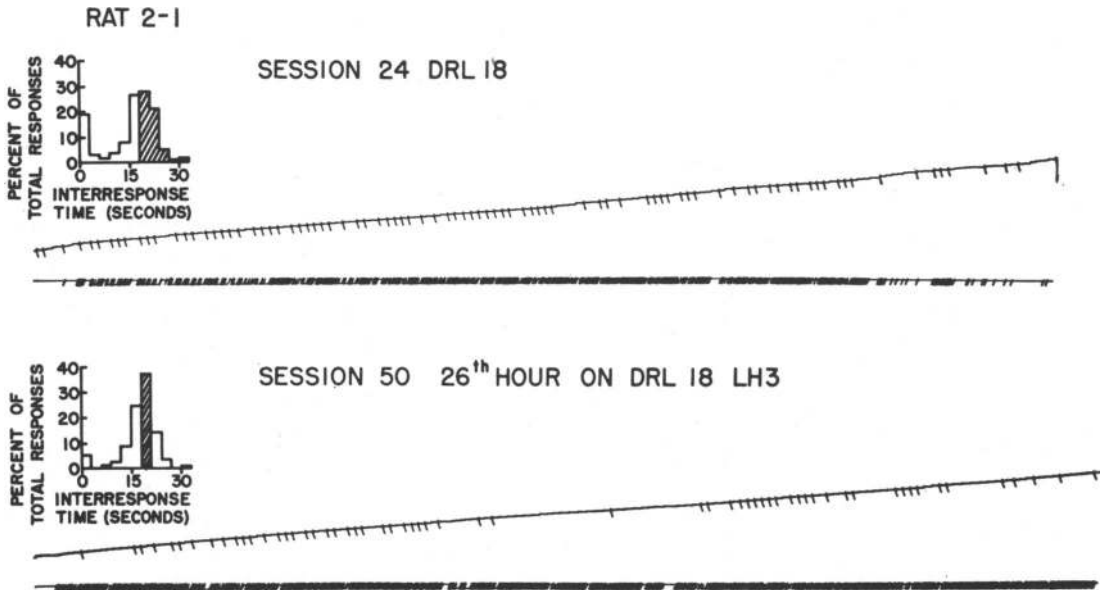 RAT 2-1
SESSION 24 DRL 18
PERCENT OF
TOTAL RESPONSES
40
30
20
10
0
0 15 30
INTERRESPONSE
TIME (SECONDS)
SESSION 50 26th HOUR ON DRL 18 LH3
PERCENT OF
TOTAL RESPONSES
40
30
20
10
0
0 15 30
INTERRESPONSE
TIME (SECONDS)